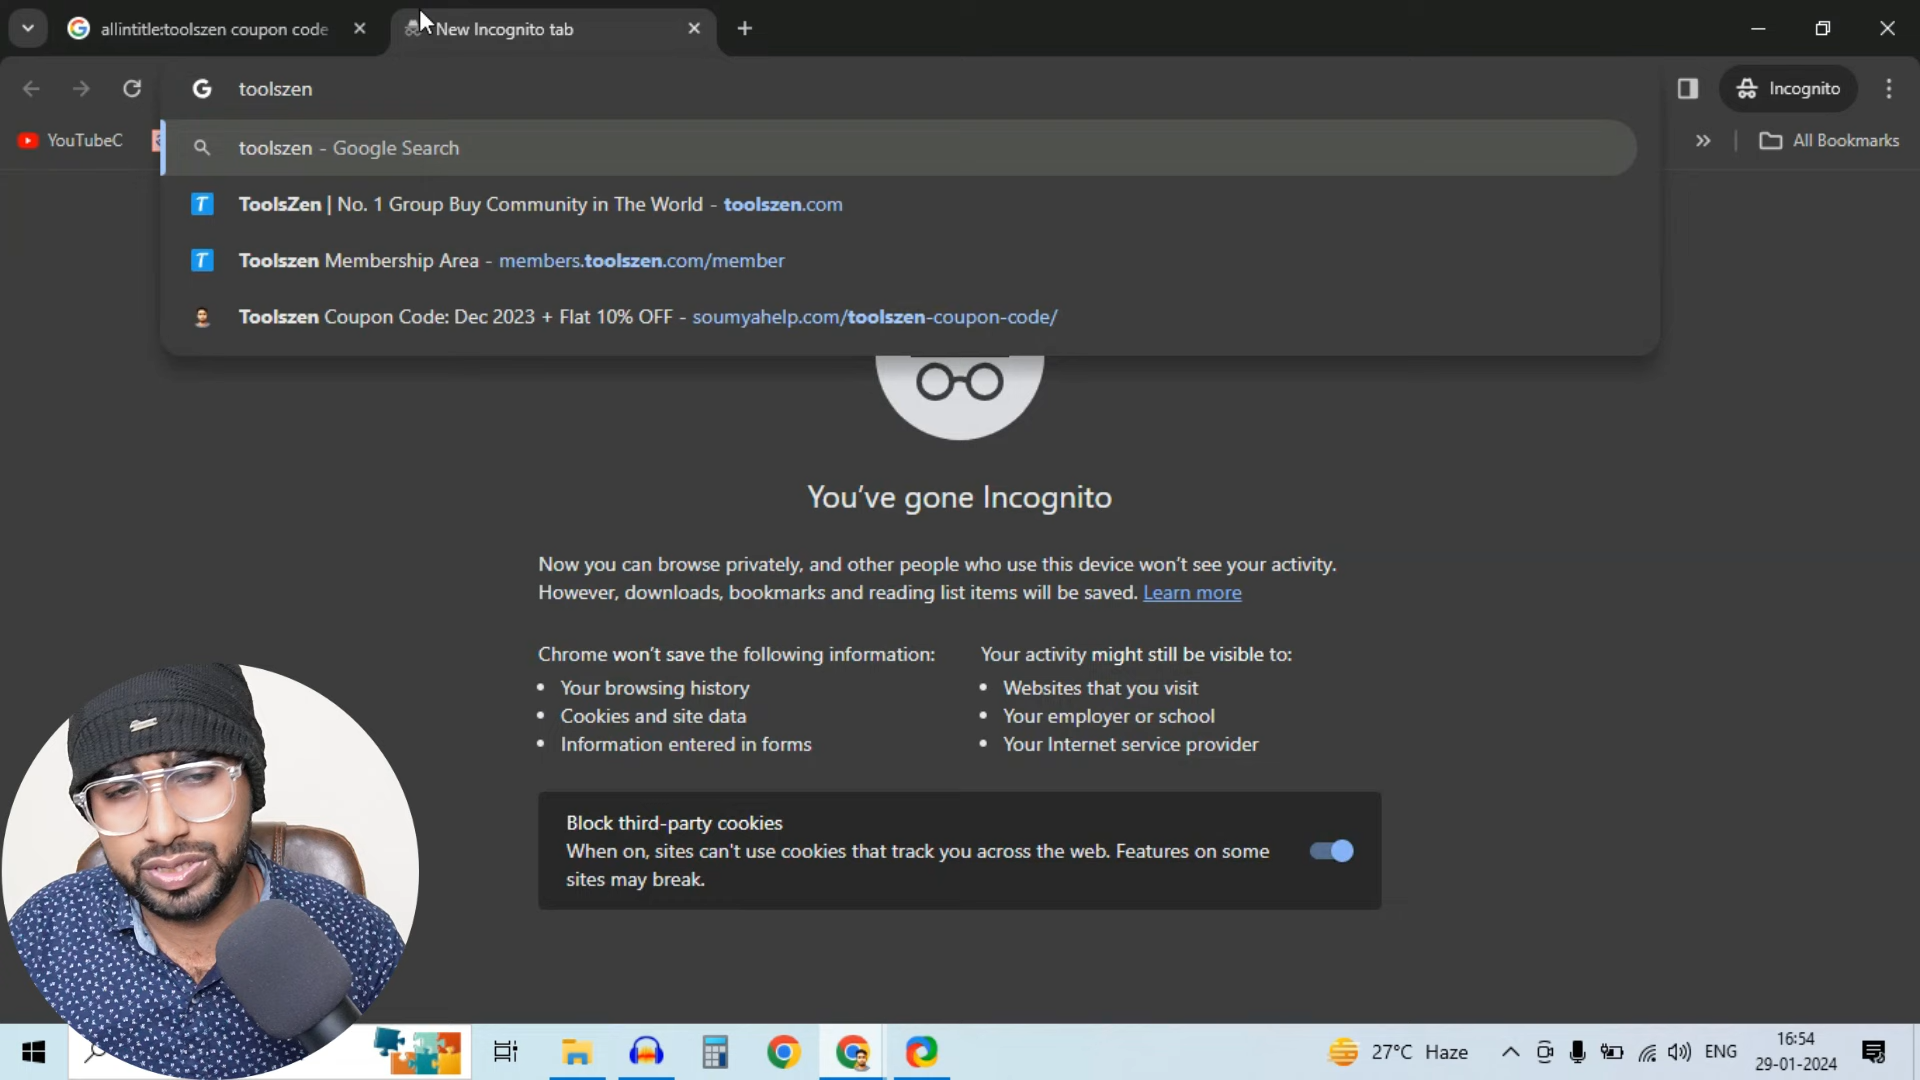 allintitle:toolszen coupon code
New Incognito tab
toolszen
Incognito
YouTubeC
All Bookmarks
toolszen - Google Search
ToolsZen | No. 1 Group Buy Community in The World - toolszen.com
Toolszen Membership Area - members.toolszen.com/member
Toolszen Coupon Code: Dec 2023 + Flat 10% OFF - soumyahelp.com/toolszen-coupon-code/
You've gone Incognito
Now you can browse privately, and other people who use this device won't see your activity.
However, downloads, bookmarks and reading list items will be saved. Learn more
Chrome won't save the following information:
• Your browsing history
• Cookies and site data
• Information entered in forms
Your activity might still be visible to:
• Websites that you visit
• Your employer or school
• Your Internet service provider
Block third-party cookies
When on, sites can't use cookies that track you across the web. Features on some
sites may break.
27°C Haze
ENG
16:54
29-01-2024